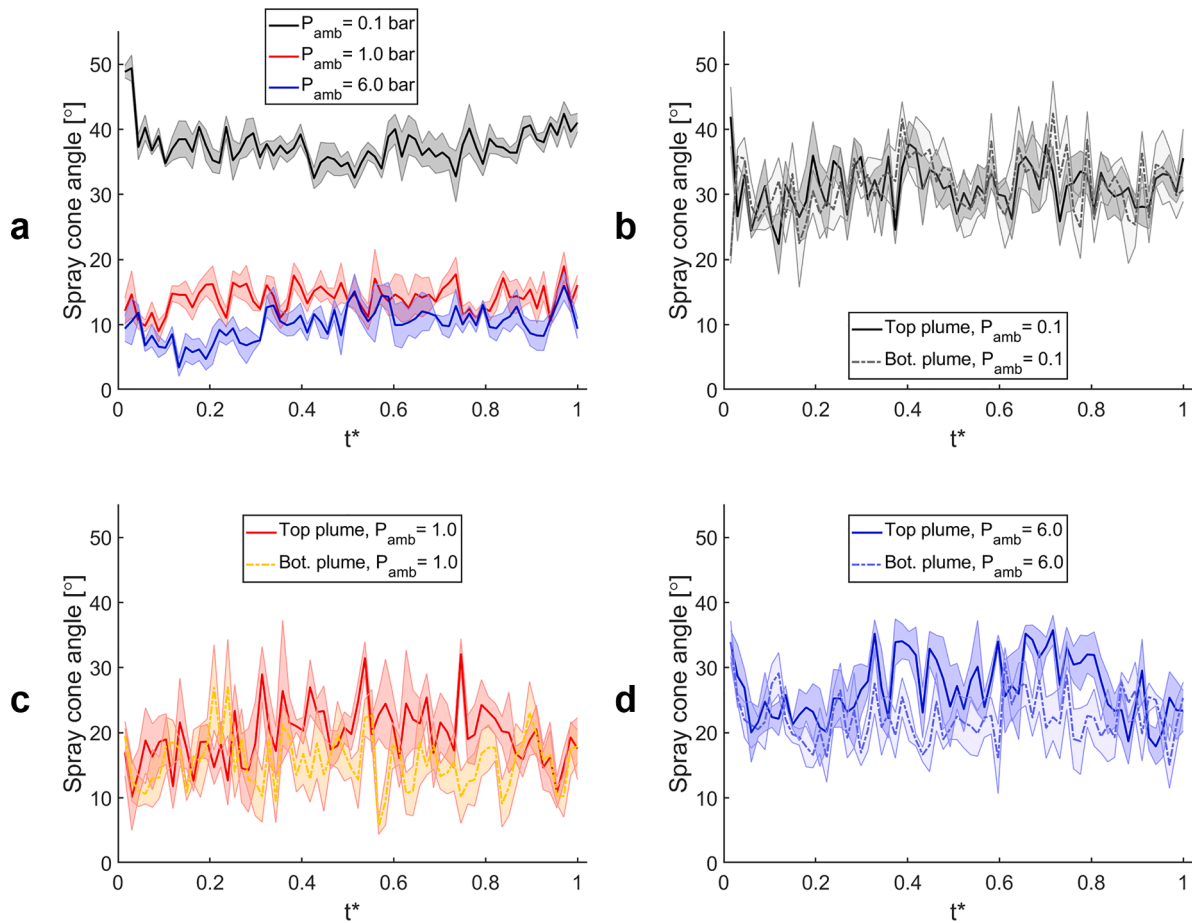 a
Spray cone angle [°]
50
40
30
20
10
0
P_amb = 0.1 bar
P_amb = 1.0 bar
P_amb = 6.0 bar
0 0.2 0.4 0.6 0.8 1
t*
b
Spray cone angle [°]
50
40
30
20
10
0
Top plume, P_amb = 0.1
Bot. plume, P_amb = 0.1
0 0.2 0.4 0.6 0.8 1
t*
c
Spray cone angle [°]
50
40
30
20
10
0
Top plume, P_amb = 1.0
Bot. plume, P_amb = 1.0
0 0.2 0.4 0.6 0.8 1
t*
d
Spray cone angle [°]
50
40
30
20
10
0
Top plume, P_amb = 6.0
Bot. plume, P_amb = 6.0
0 0.2 0.4 0.6 0.8 1
t*